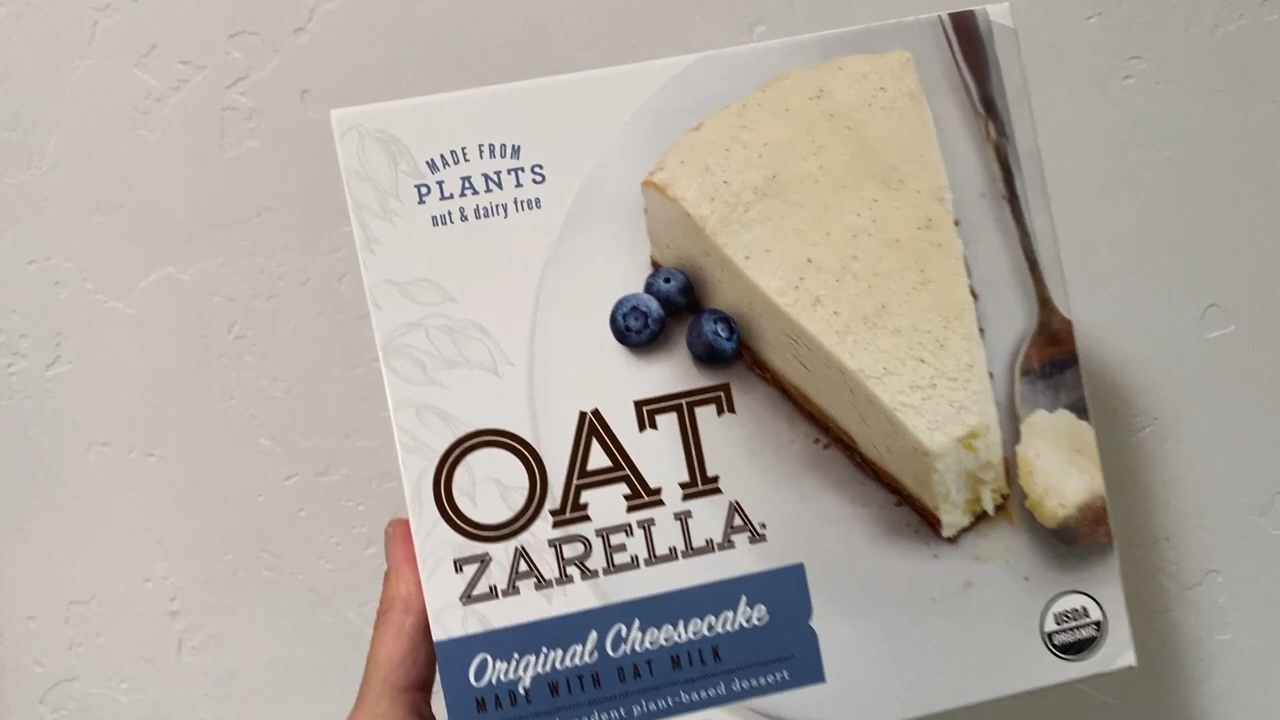 MADE FROM
PLANTS
nut & dairy free
OAT
ZARELLA
Original Cheesecake
MADE WITH OAT MILK
plant-based dessert
USDA
ORGANIC